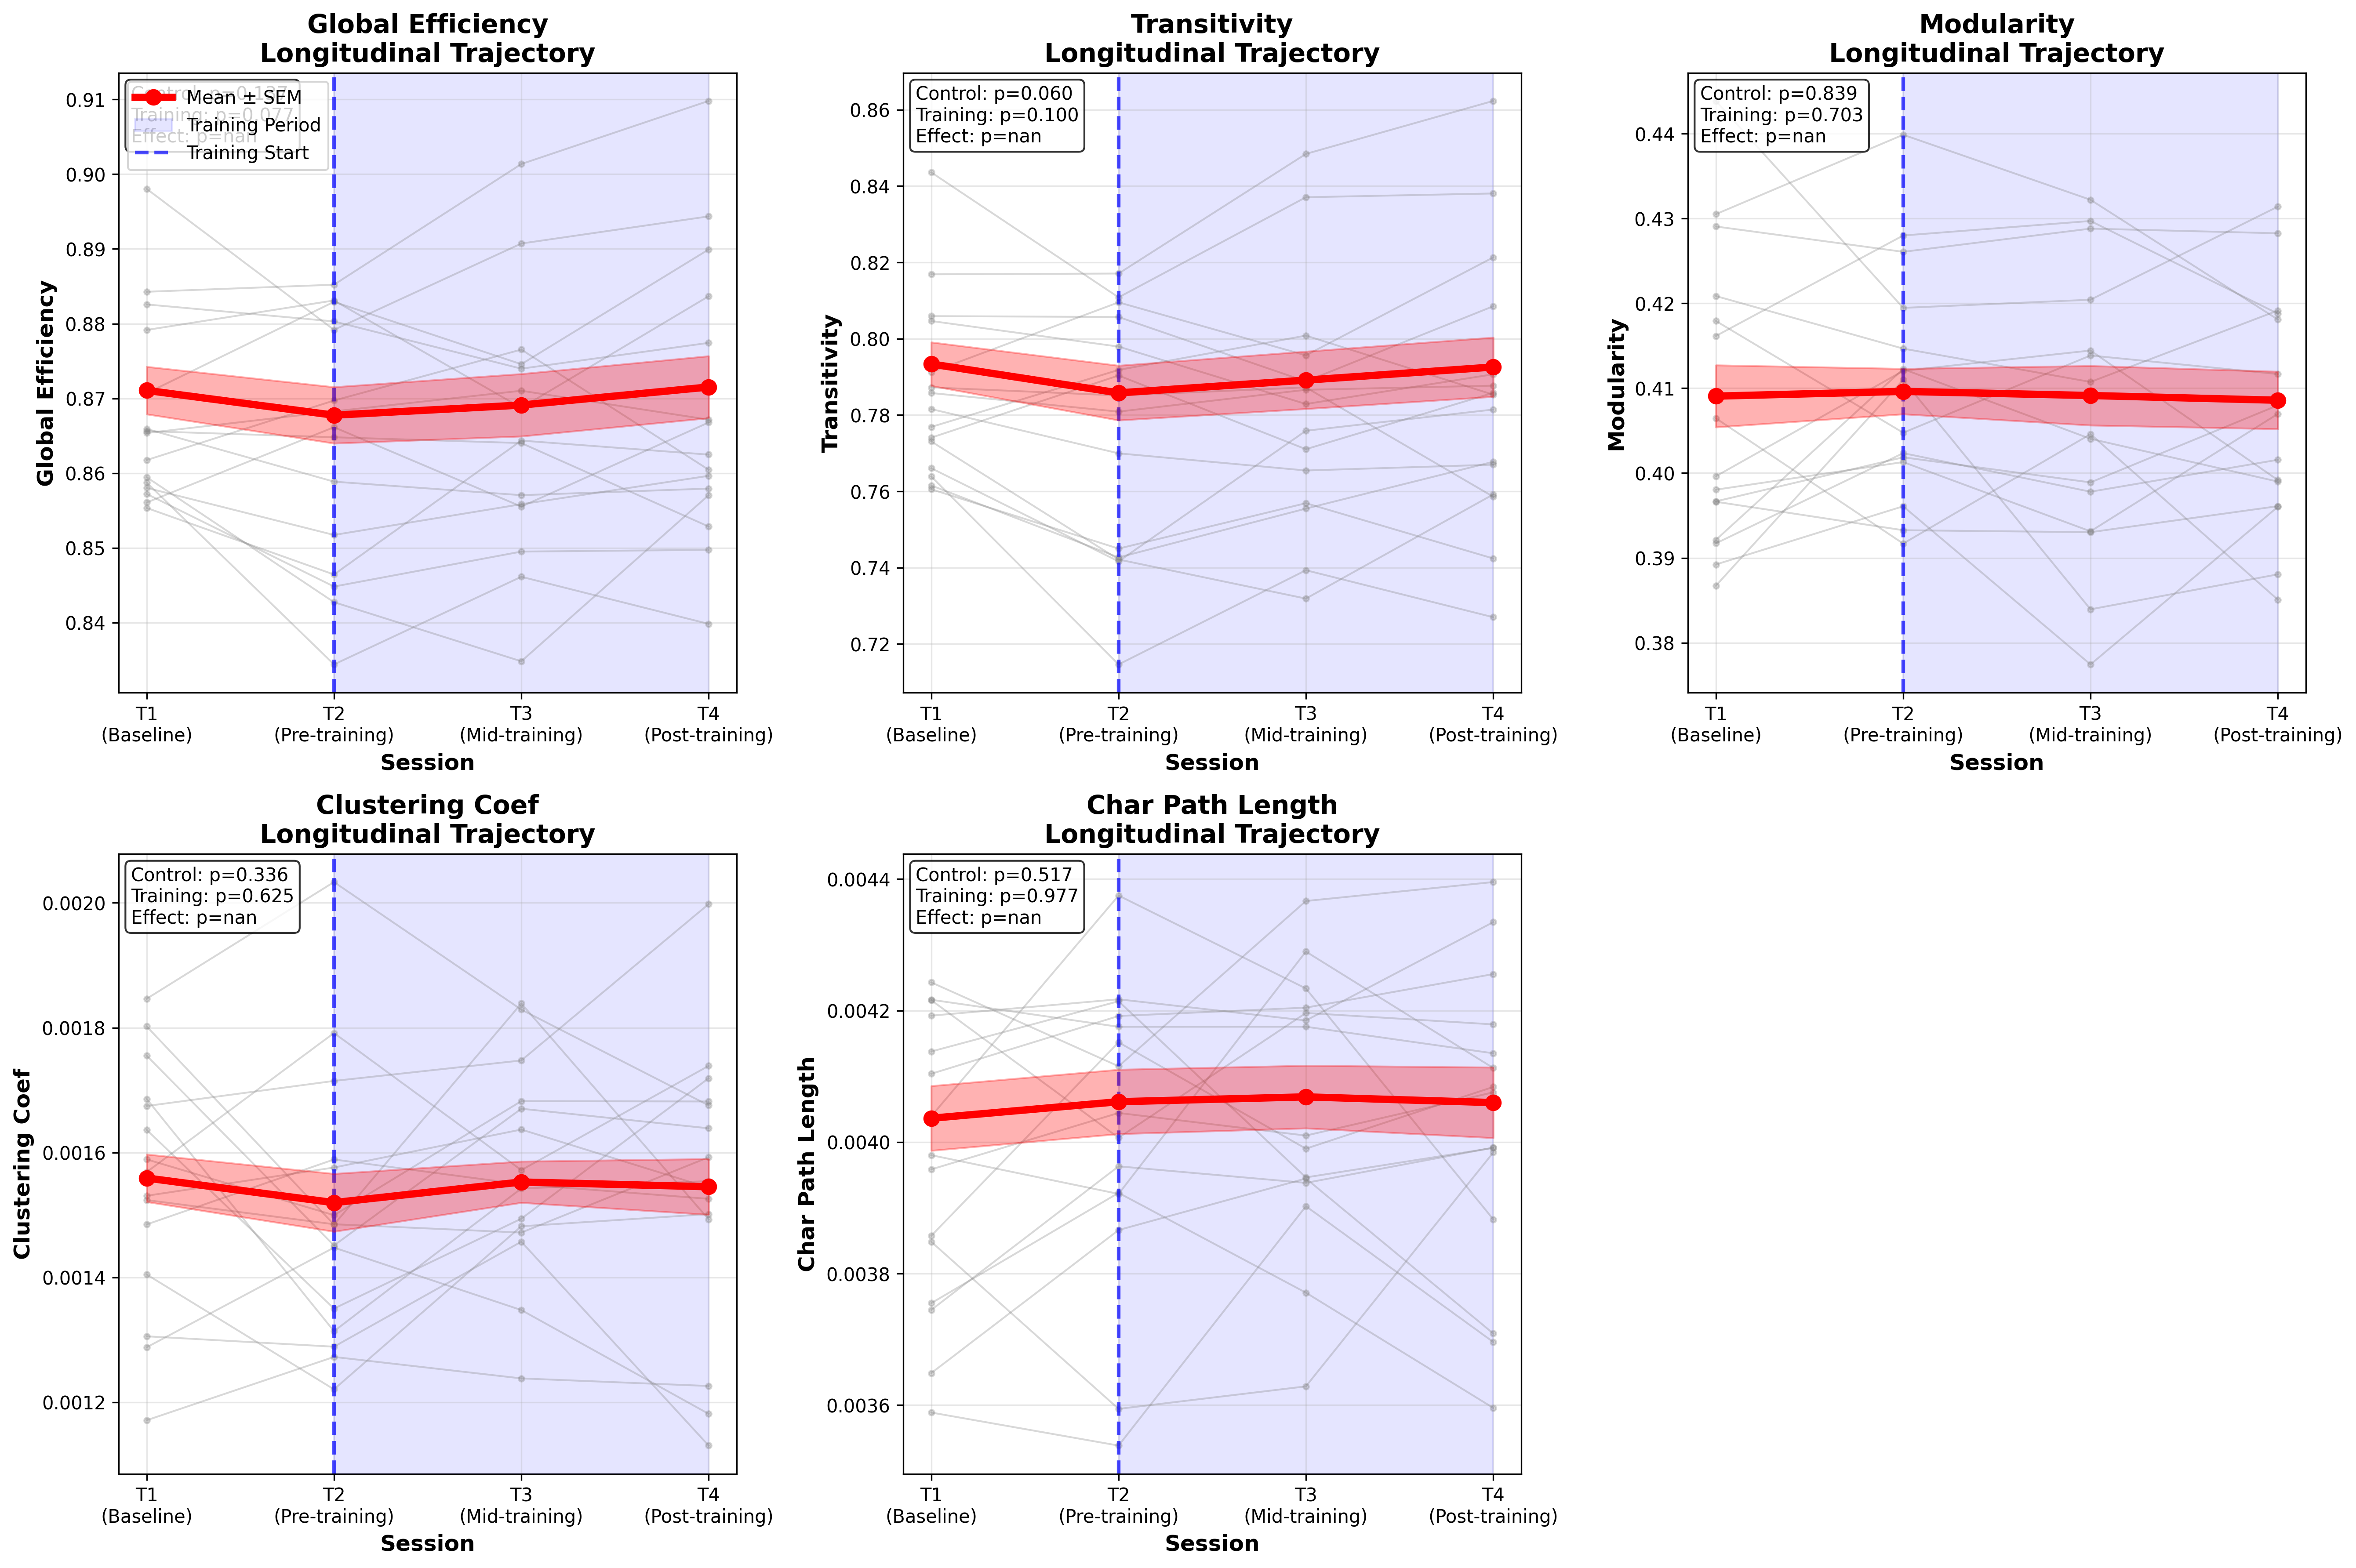 Global Efficiency
Longitudinal Trajectory
Global Efficiency
0.91
0.90
0.89
0.88
0.87
0.86
0.85
0.84
Training: p=0.077
Effect: p=nan
Mean ± SEM
Training Period
Training Start
T1
(Baseline)
T2
(Pre-training)
T3
(Mid-training)
T4
(Post-training)
Session
Transitivity
Longitudinal Trajectory
Transitivity
0.86
0.84
0.82
0.80
0.78
0.76
0.74
0.72
Control: p=0.060
Training: p=0.100
Effect: p=nan
T1
(Baseline)
T2
(Pre-training)
T3
(Mid-training)
T4
(Post-training)
Session
Modularity
Longitudinal Trajectory
Modularity
0.44
0.43
0.42
0.41
0.40
0.39
0.38
Control: p=0.839
Training: p=0.703
Effect: p=nan
T1
(Baseline)
T2
(Pre-training)
T3
(Mid-training)
T4
(Post-training)
Session
Clustering Coef
Longitudinal Trajectory
Clustering Coef
0.0020
0.0018
0.0016
0.0014
0.0012
Control: p=0.336
Training: p=0.625
Effect: p=nan
T1
(Baseline)
T2
(Pre-training)
T3
(Mid-training)
T4
(Post-training)
Session
Char Path Length
Longitudinal Trajectory
Char Path Length
0.0044
0.0042
0.0040
0.0038
0.0036
Control: p=0.517
Training: p=0.977
Effect: p=nan
T1
(Baseline)
T2
(Pre-training)
T3
(Mid-training)
T4
(Post-training)
Session